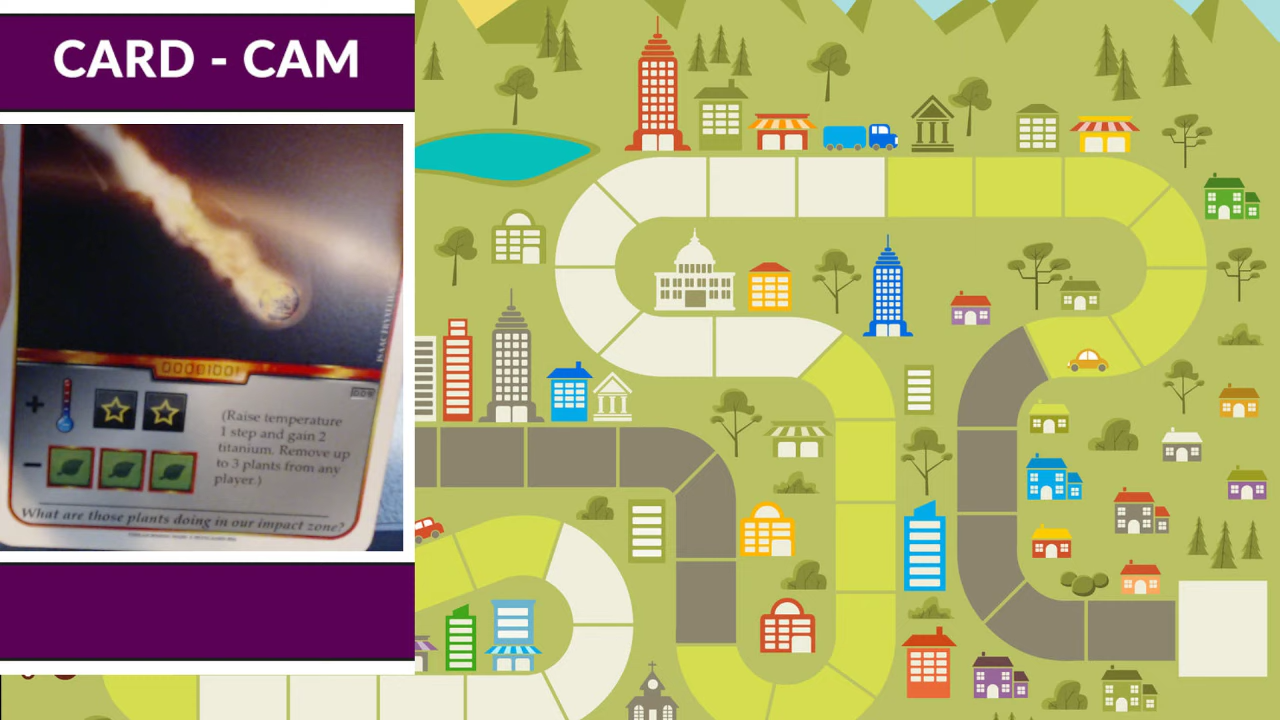 CARD - CAM
(Raise temperature
1 step and gain 2
titanium. Remove up
to 3 plants from any
player.)
What are those plants doing in our impact zone?